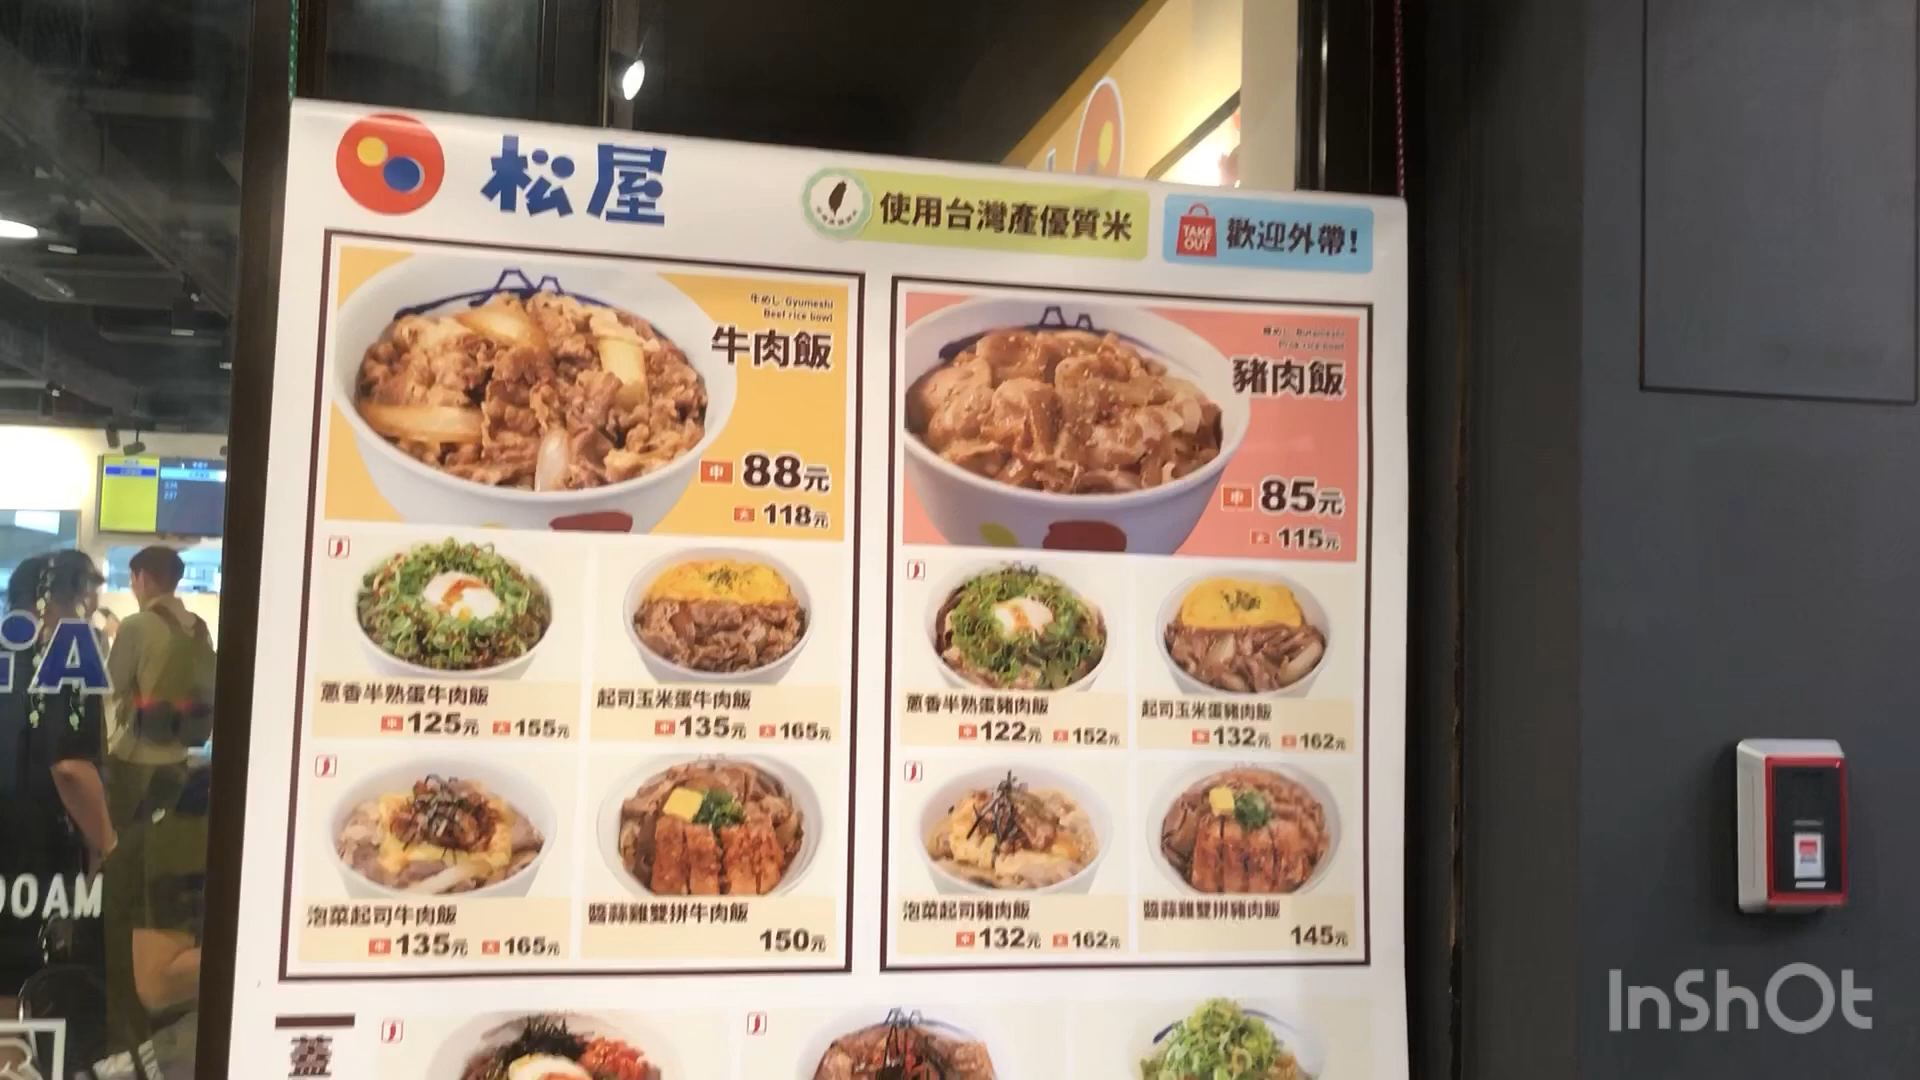 松屋
使用台灣產優質米
TAKE OUT
歡迎外帶!
牛めし Gyumeshi
Beef rice bowl
牛肉飯
中 88元
大 118元
豬肉飯
中 85元
大 115元
蔥香半熟蛋牛肉飯
中 125元 大 155元
起司玉米蛋牛肉飯
中 135元 大 165元
泡菜起司牛肉飯
中 135元 大 165元
醬蒜雞雙拼牛肉飯
150元
蔥香半熟蛋豬肉飯
中 122元 大 152元
起司玉米蛋豬肉飯
中 132元 大 162元
泡菜起司豬肉飯
中 132元 大 162元
醬蒜雞雙拼豬肉飯
145元
蓋
00AM
InShOt